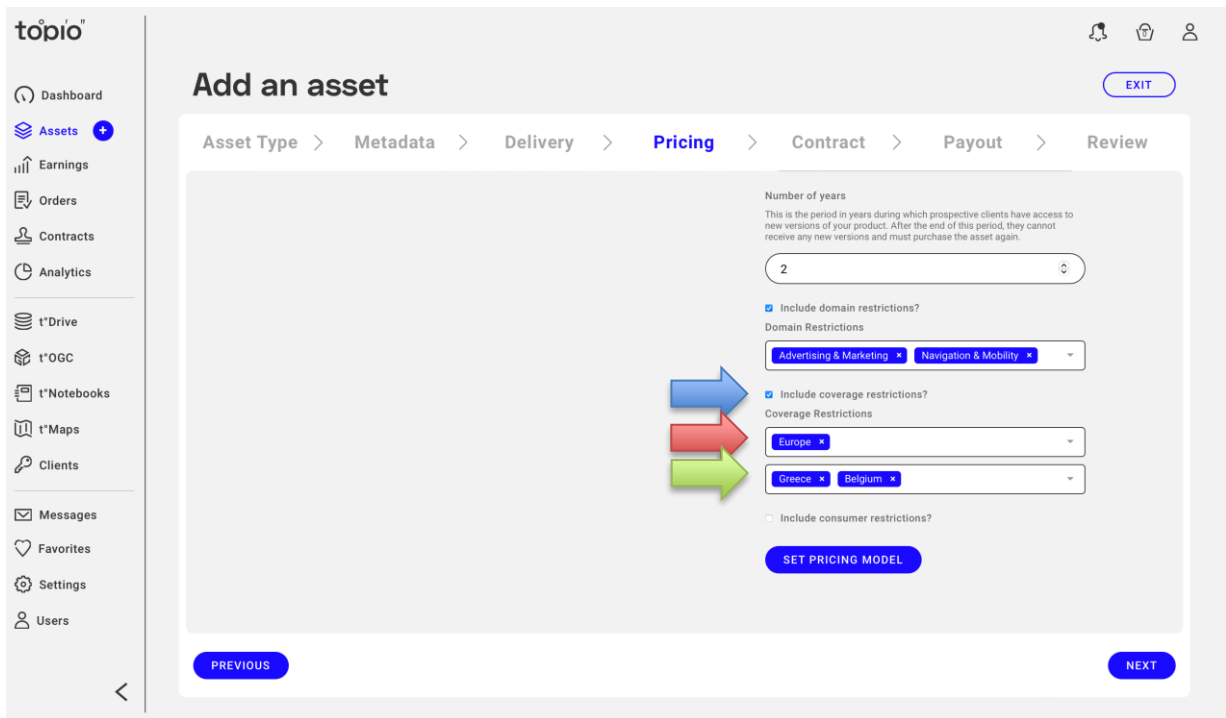 topio
Add an asset
EXIT
Dashboard
Assets
Earnings
Orders
Contracts
Analytics
t°Drive
t°OGC
t°Notebooks
t°Maps
Clients
Messages
Favorites
Settings
Users
Asset Type
Metadata
Delivery
Pricing
Contract
Payout
Review
Number of years
This is the period in years during which prospective clients have access to
new versions of your product. After the end of this period, they cannot
receive any new versions and must purchase the asset again.
2
Include domain restrictions?
Domain Restrictions
Advertising & Marketing × Navigation & Mobility ×
Include coverage restrictions?
Coverage Restrictions
Europe ×
Greece × Belgium ×
Include consumer restrictions?
SET PRICING MODEL
PREVIOUS
NEXT